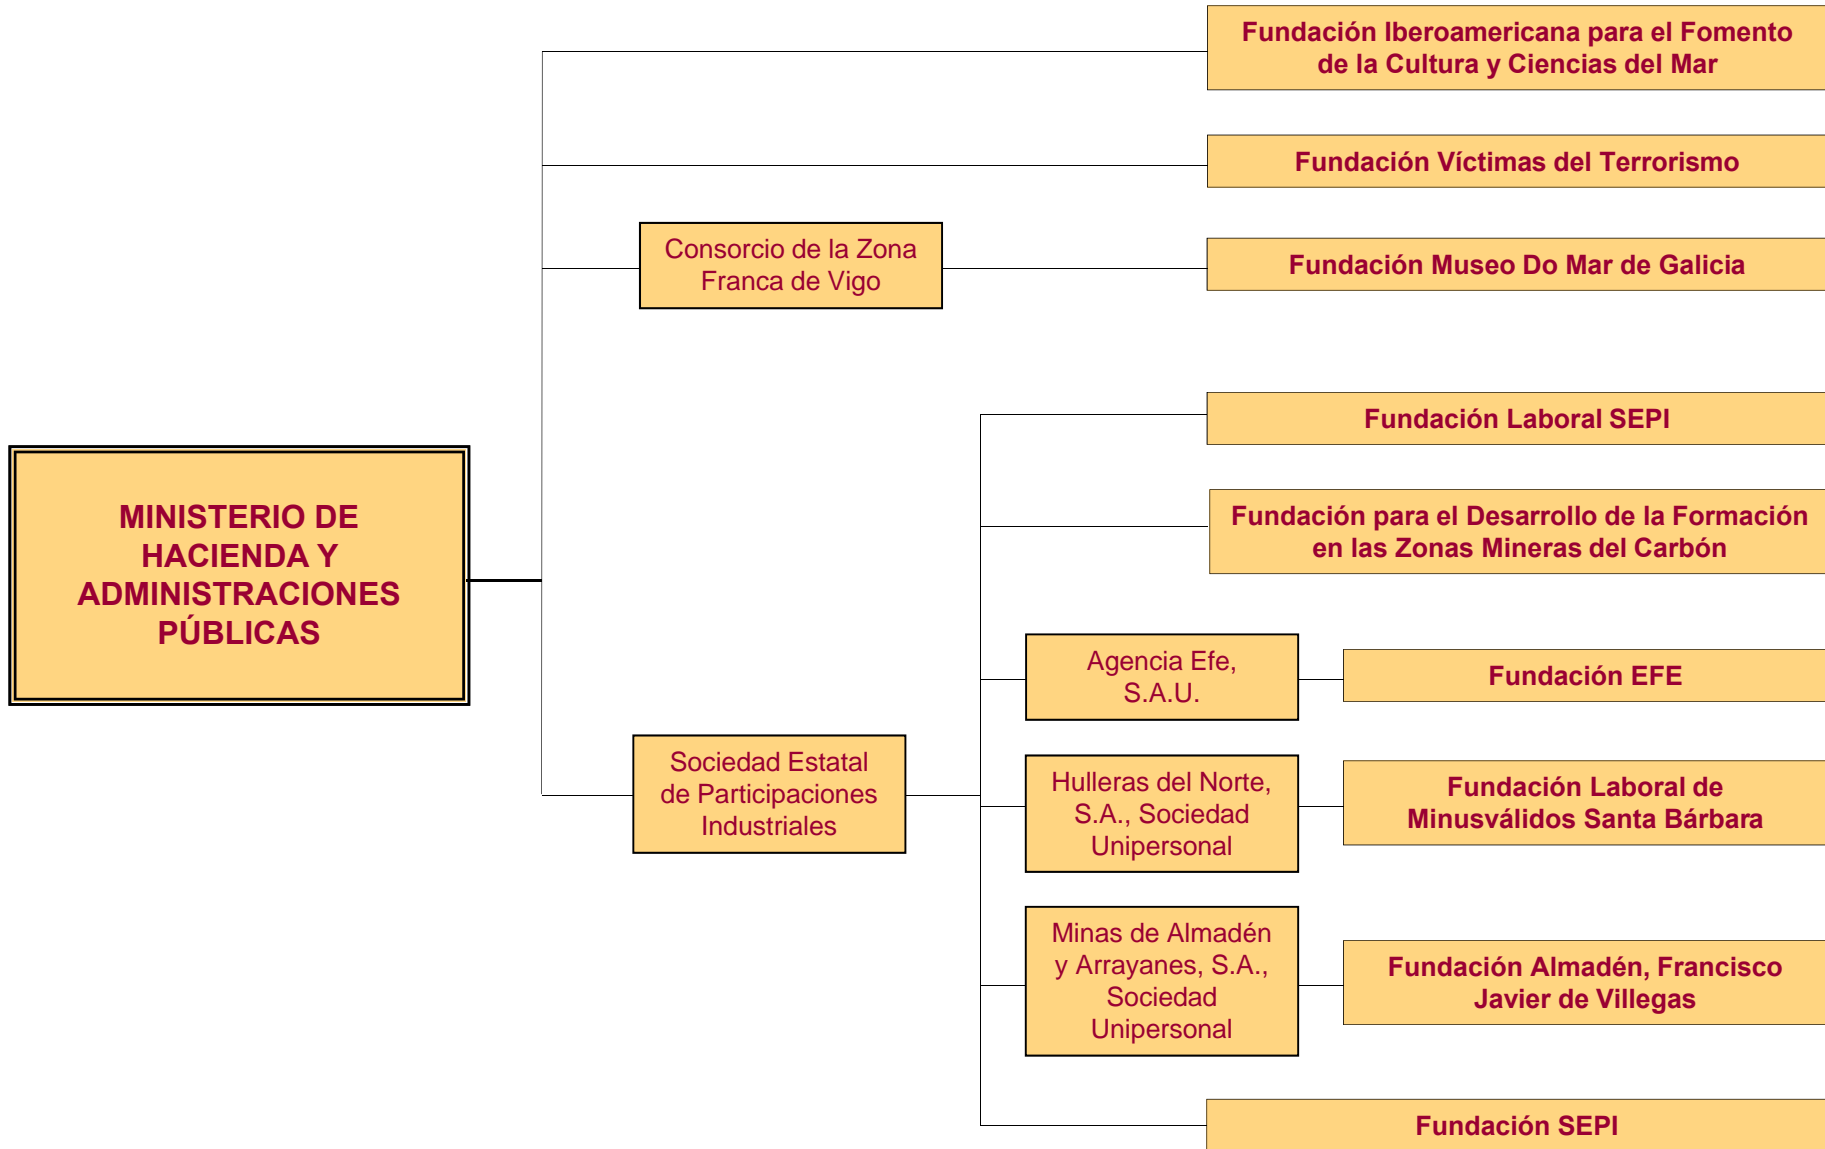 Fundación Iberoamericana para el Fomento
de la Cultura y Ciencias del Mar
Fundación Víctimas del Terrorismo
Consorcio de la Zona
Franca de Vigo
Fundación Museo Do Mar de Galicia
Fundación Laboral SEPI
MINISTERIO DE
HACIENDA Y
ADMINISTRACIONES
PÚBLICAS
Fundación para el Desarrollo de la Formación
en las Zonas Mineras del Carbón
Agencia Efe,
S.A.U.
Fundación EFE
Sociedad Estatal
de Participaciones
Industriales
Hulleras del Norte,
S.A., Sociedad
Unipersonal
Fundación Laboral de
Minusválidos Santa Bárbara
Minas de Almadén
y Arrayanes, S.A.,
Sociedad
Unipersonal
Fundación Almadén, Francisco
Javier de Villegas
Fundación SEPI